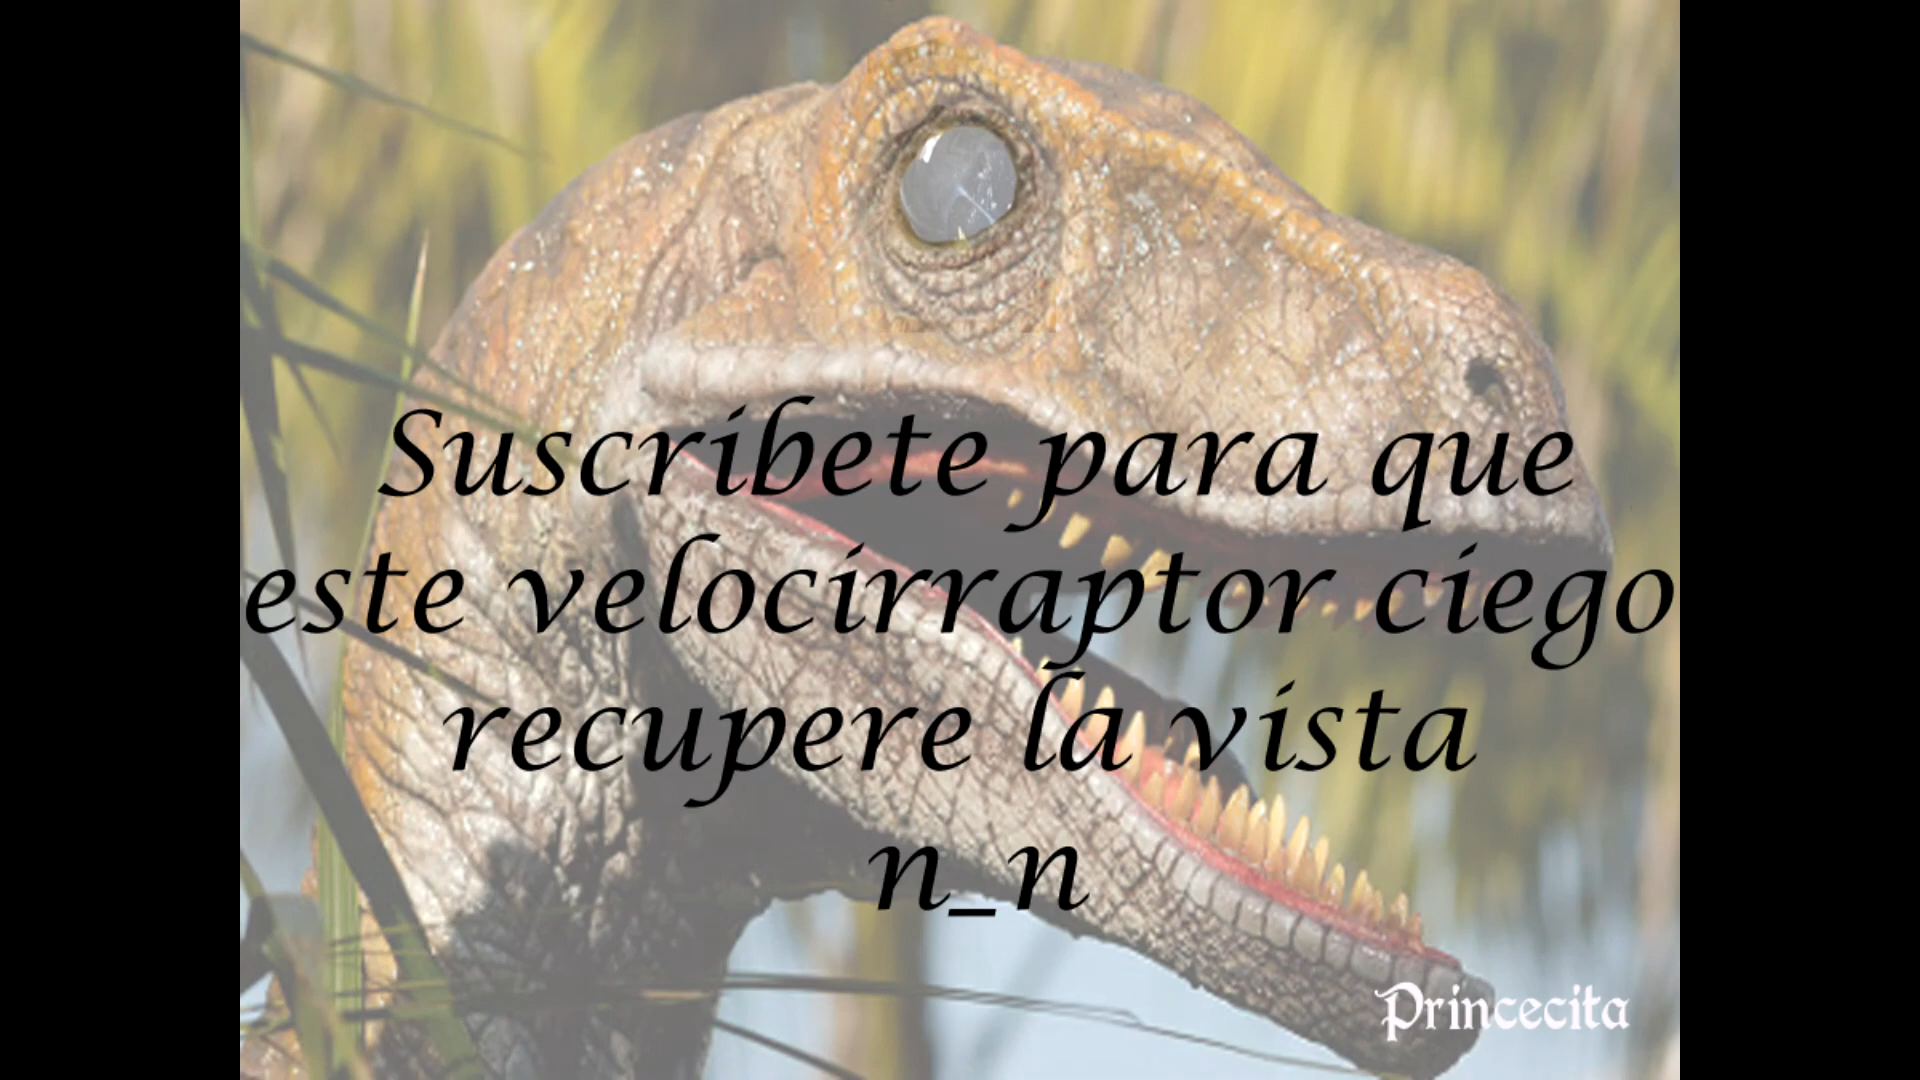 Suscribete para que
este velocirraptor ciego
recupere la vista
n_n
Princecita